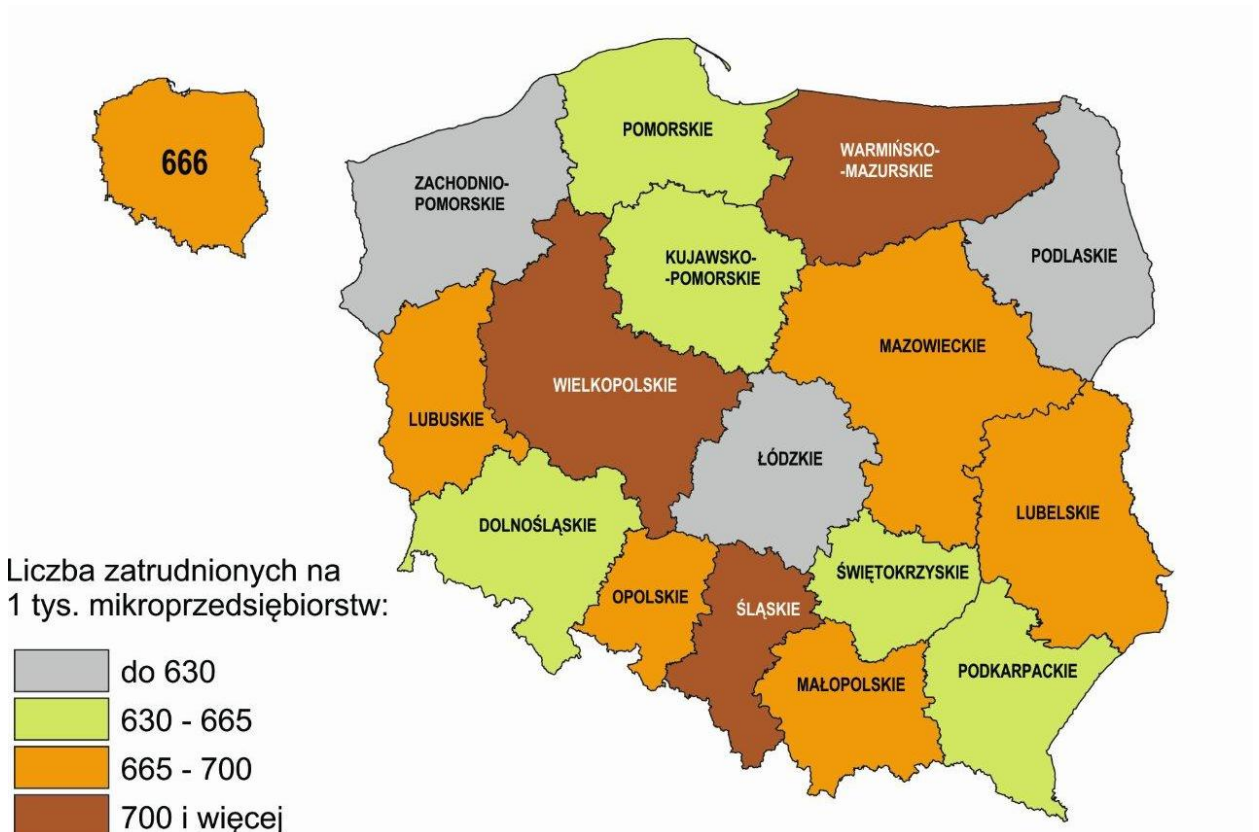 666
POMORSKIE
WARMIŃSKO-
-MAZURSKIE
ZACHODNIO-
POMORSKIE
PODLASKIE
KUJAWSKO-
-POMORSKIE
MAZOWIECKIE
WIELKOPOLSKIE
LUBUSKIE
ŁÓDZKIE
LUBELSKIE
DOLNOŚLĄSKIE
ŚWIĘTOKRZYSKIE
OPOLSKIE
ŚLĄSKIE
PODKARPACKIE
MAŁOPOLSKIE
Liczba zatrudnionych na
1 tys. mikroprzedsiębiorstw:
do 630
630 - 665
665 - 700
700 i więcej